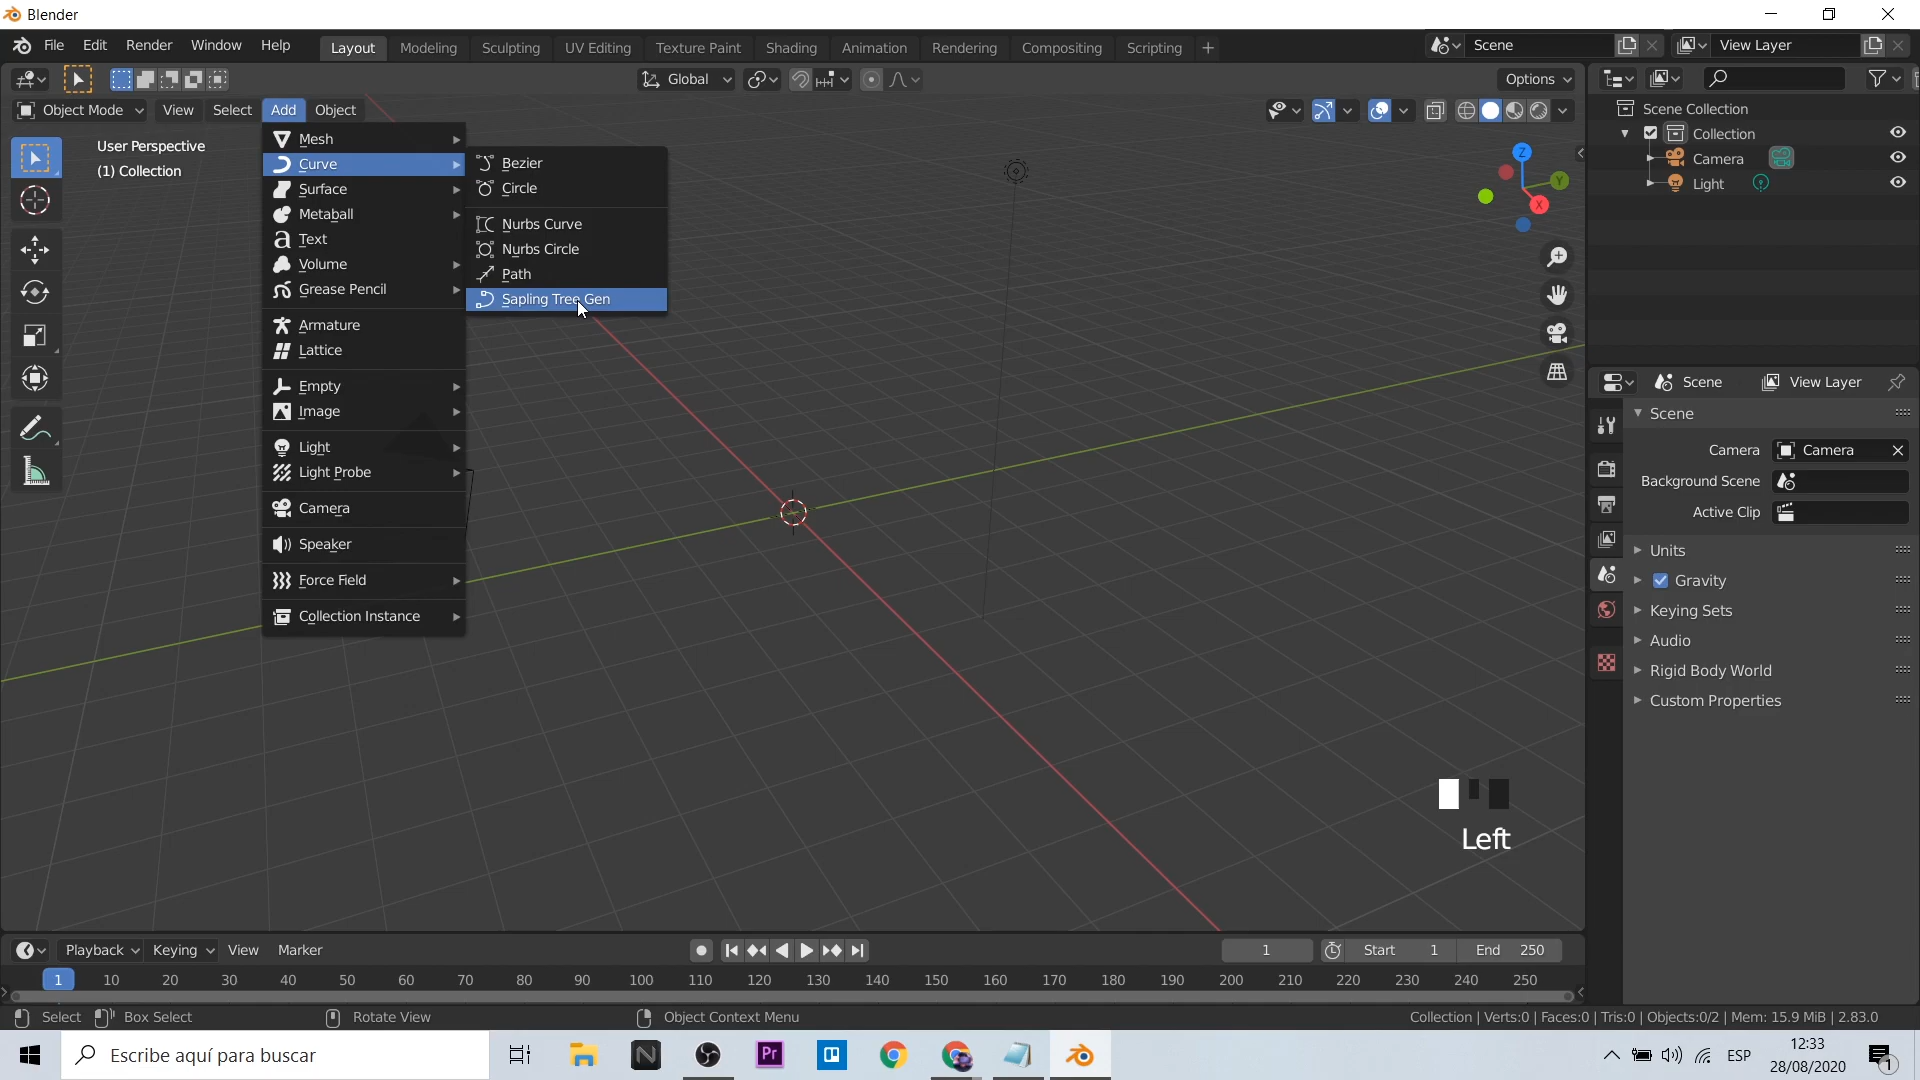 Blender
File Edit Render Window Help Layout Modeling Sculpting UV Editing Texture Paint Shading Animation Rendering Compositing Scripting + Scene View Layer
Global Options
Object Mode View Select Add Object
User Perspective
(1) Collection
Mesh
Curve
Surface
Metaball
Text
Volume
Grease Pencil
Armature
Lattice
Empty
Image
Light
Light Probe
Camera
Speaker
Force Field
Collection Instance
Bezier
Circle
Nurbs Curve
Nurbs Circle
Path
Sapling Tree Gen
Z
Y
X
Left
Scene Collection
Collection
Camera
Light
Scene View Layer
Scene
Camera Camera
Background Scene
Active Clip
Units
Gravity
Keying Sets
Audio
Rigid Body World
Custom Properties
Playback Keying View Marker 1 Start 1 End 250
1 10 20 30 40 50 60 70 80 90 100 110 120 130 140 150 160 170 180 190 200 210 220 230 240 250
Select Box Select Rotate View Object Context Menu Collection | Verts:0 | Faces:0 | Tris:0 | Objects:0/2 | Mem: 15.9 MiB | 2.83.0
Escribe aquí para buscar
N
Pr
ESP
12:33
28/08/2020
1